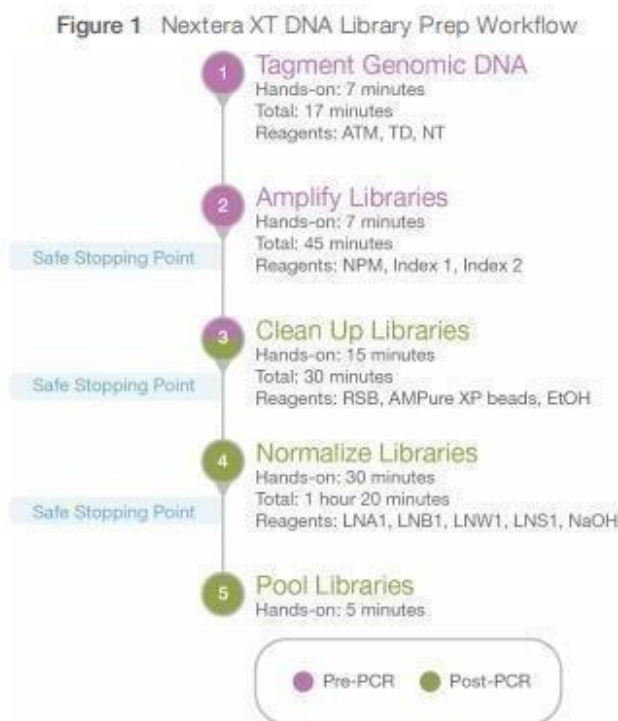 Figure 1 Nextera XT DNA Library Prep Workflow
1
Tagment Genomic DNA
Hands-on: 7 minutes
Total: 17 minutes
Reagents: ATM, TD, NT
2
Amplify Libraries
Hands-on: 7 minutes
Total: 45 minutes
Reagents: NPM, Index 1, Index 2
Safe Stopping Point
3
Clean Up Libraries
Hands-on: 15 minutes
Total: 30 minutes
Reagents: RSB, AMPure XP beads, EtOH
Safe Stopping Point
4
Normalize Libraries
Hands-on: 30 minutes
Total: 1 hour 20 minutes
Reagents: LNA1, LNB1, LNW1, LNS1, NaOH
Safe Stopping Point
5
Pool Libraries
Hands-on: 5 minutes
Pre-PCR
Post-PCR